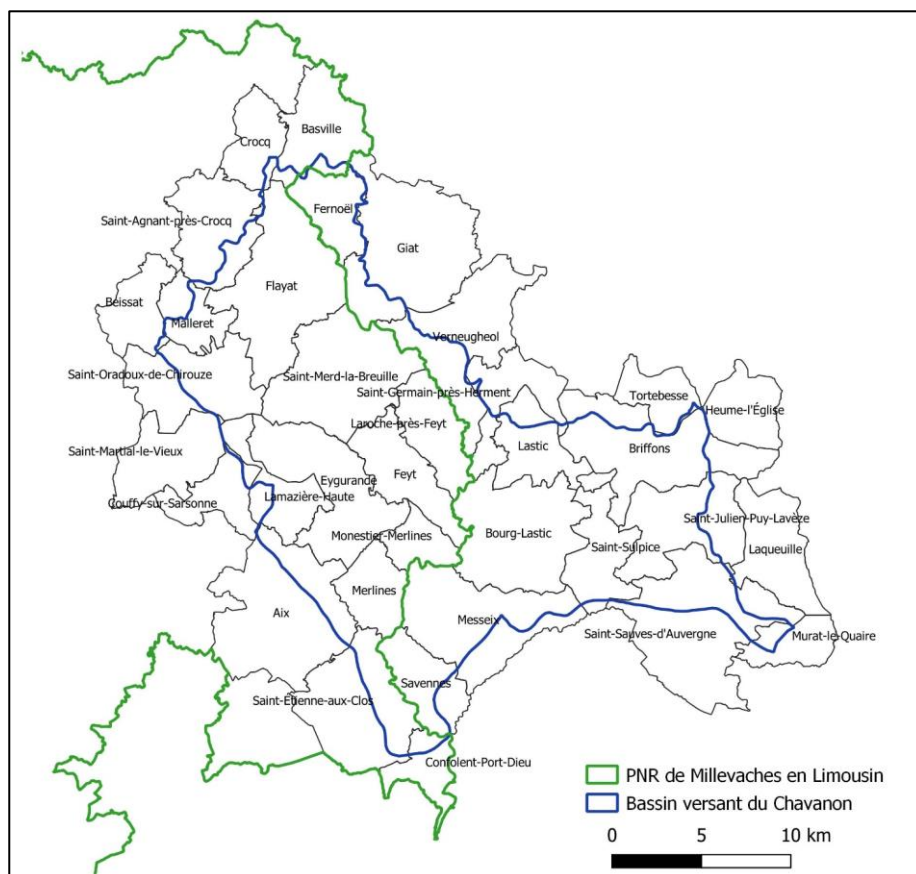 Basville
Crocq
Fernoël
Saint-Agnant-près-Crocq
Giat
Flayat
Beissat
Malleret
Verneugheol
Saint-Oradoux-de-Chirouze
Saint-Merd-la-Breuille
Saint-Germain-près-Herment
Tortebesse
Heume-l'Église
Laroche-près-Feyt
Saint-Martial-le-Vieux
Lastic
Briffons
Feyt
Eygurande
Couffy-sur-Sarsonne
Lamazière-Haute
Saint-Julien-Puy-Lavèze
Monestier-Merlines
Bourg-Lastic
Saint-Sulpice
Laqueuille
Merlines
Aix
Messeix
Saint-Sauves-d'Auvergne
Murat-le-Quaire
Savennes
Saint-Étienne-aux-Clos
Confolent-Port-Dieu
PNR de Millevaches en Limousin
Bassin versant du Chavanon
0 5 10 km